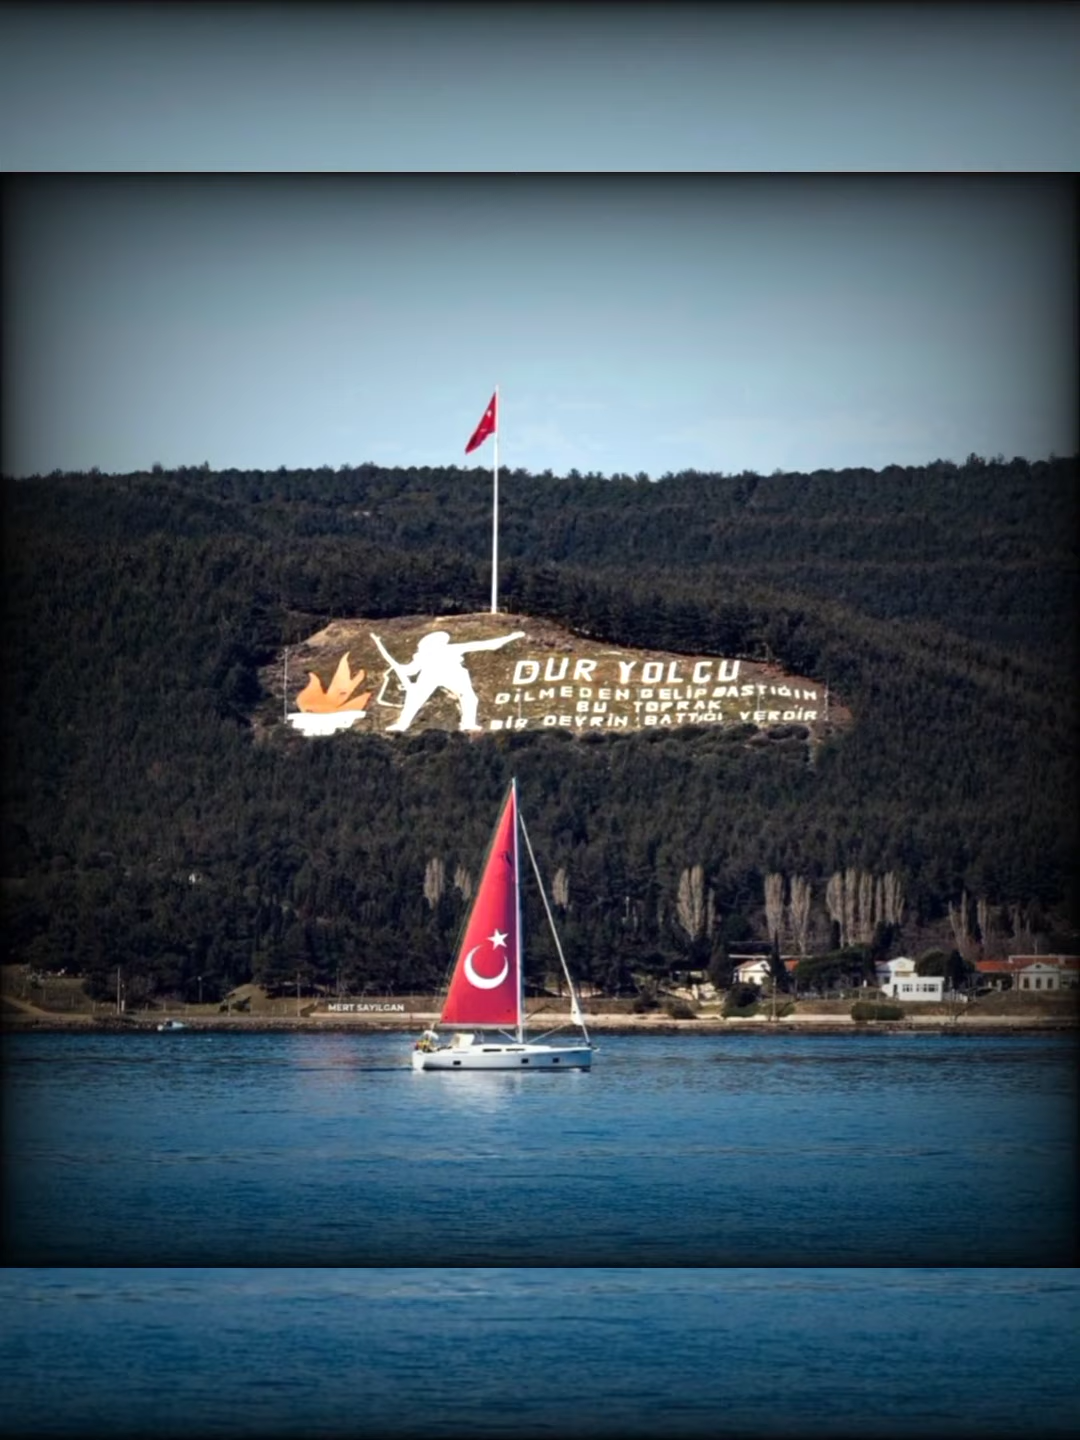 DUR YOLCU
BİLMEDEN GELİP BASTIĞIN
BU TOPRAK
BİR DEVRİN BATTIĞI YERDİR
MERT SAYILGAN